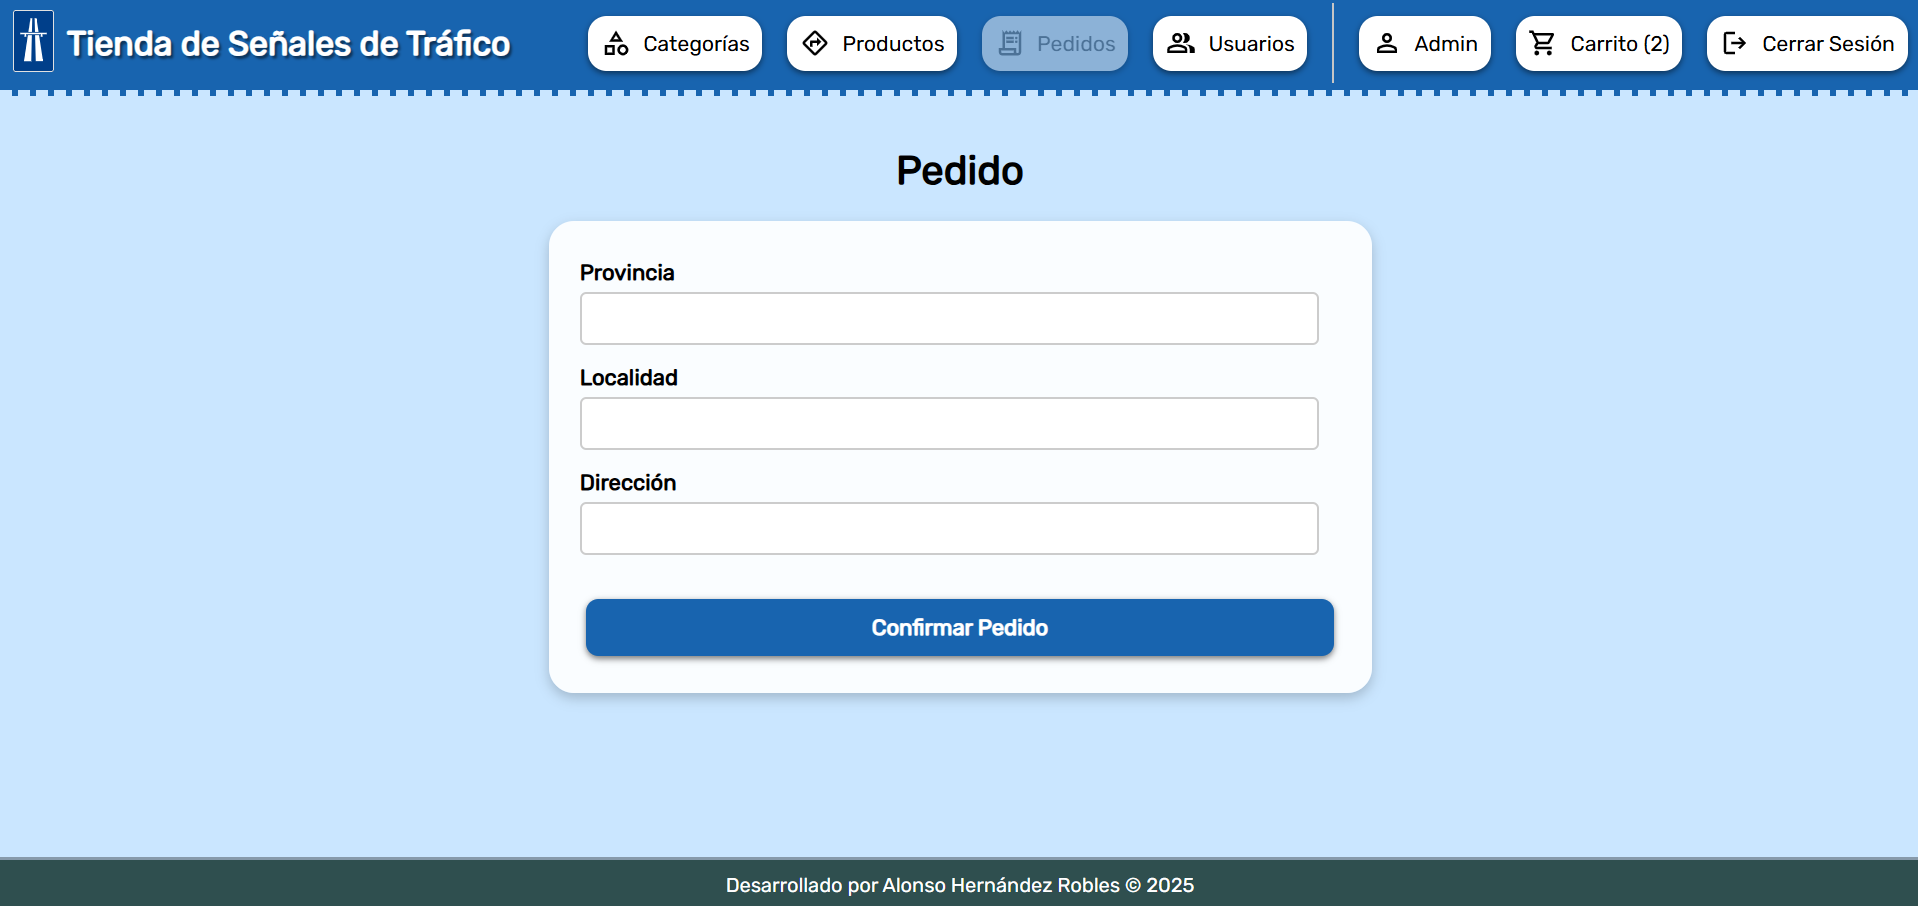 Tienda de Señales de Tráfico
Categorías
Productos
Pedidos
Usuarios
Admin
Carrito (2)
Cerrar Sesión
Pedido
Provincia
Localidad
Dirección
Confirmar Pedido
Desarrollado por Alonso Hernández Robles © 2025